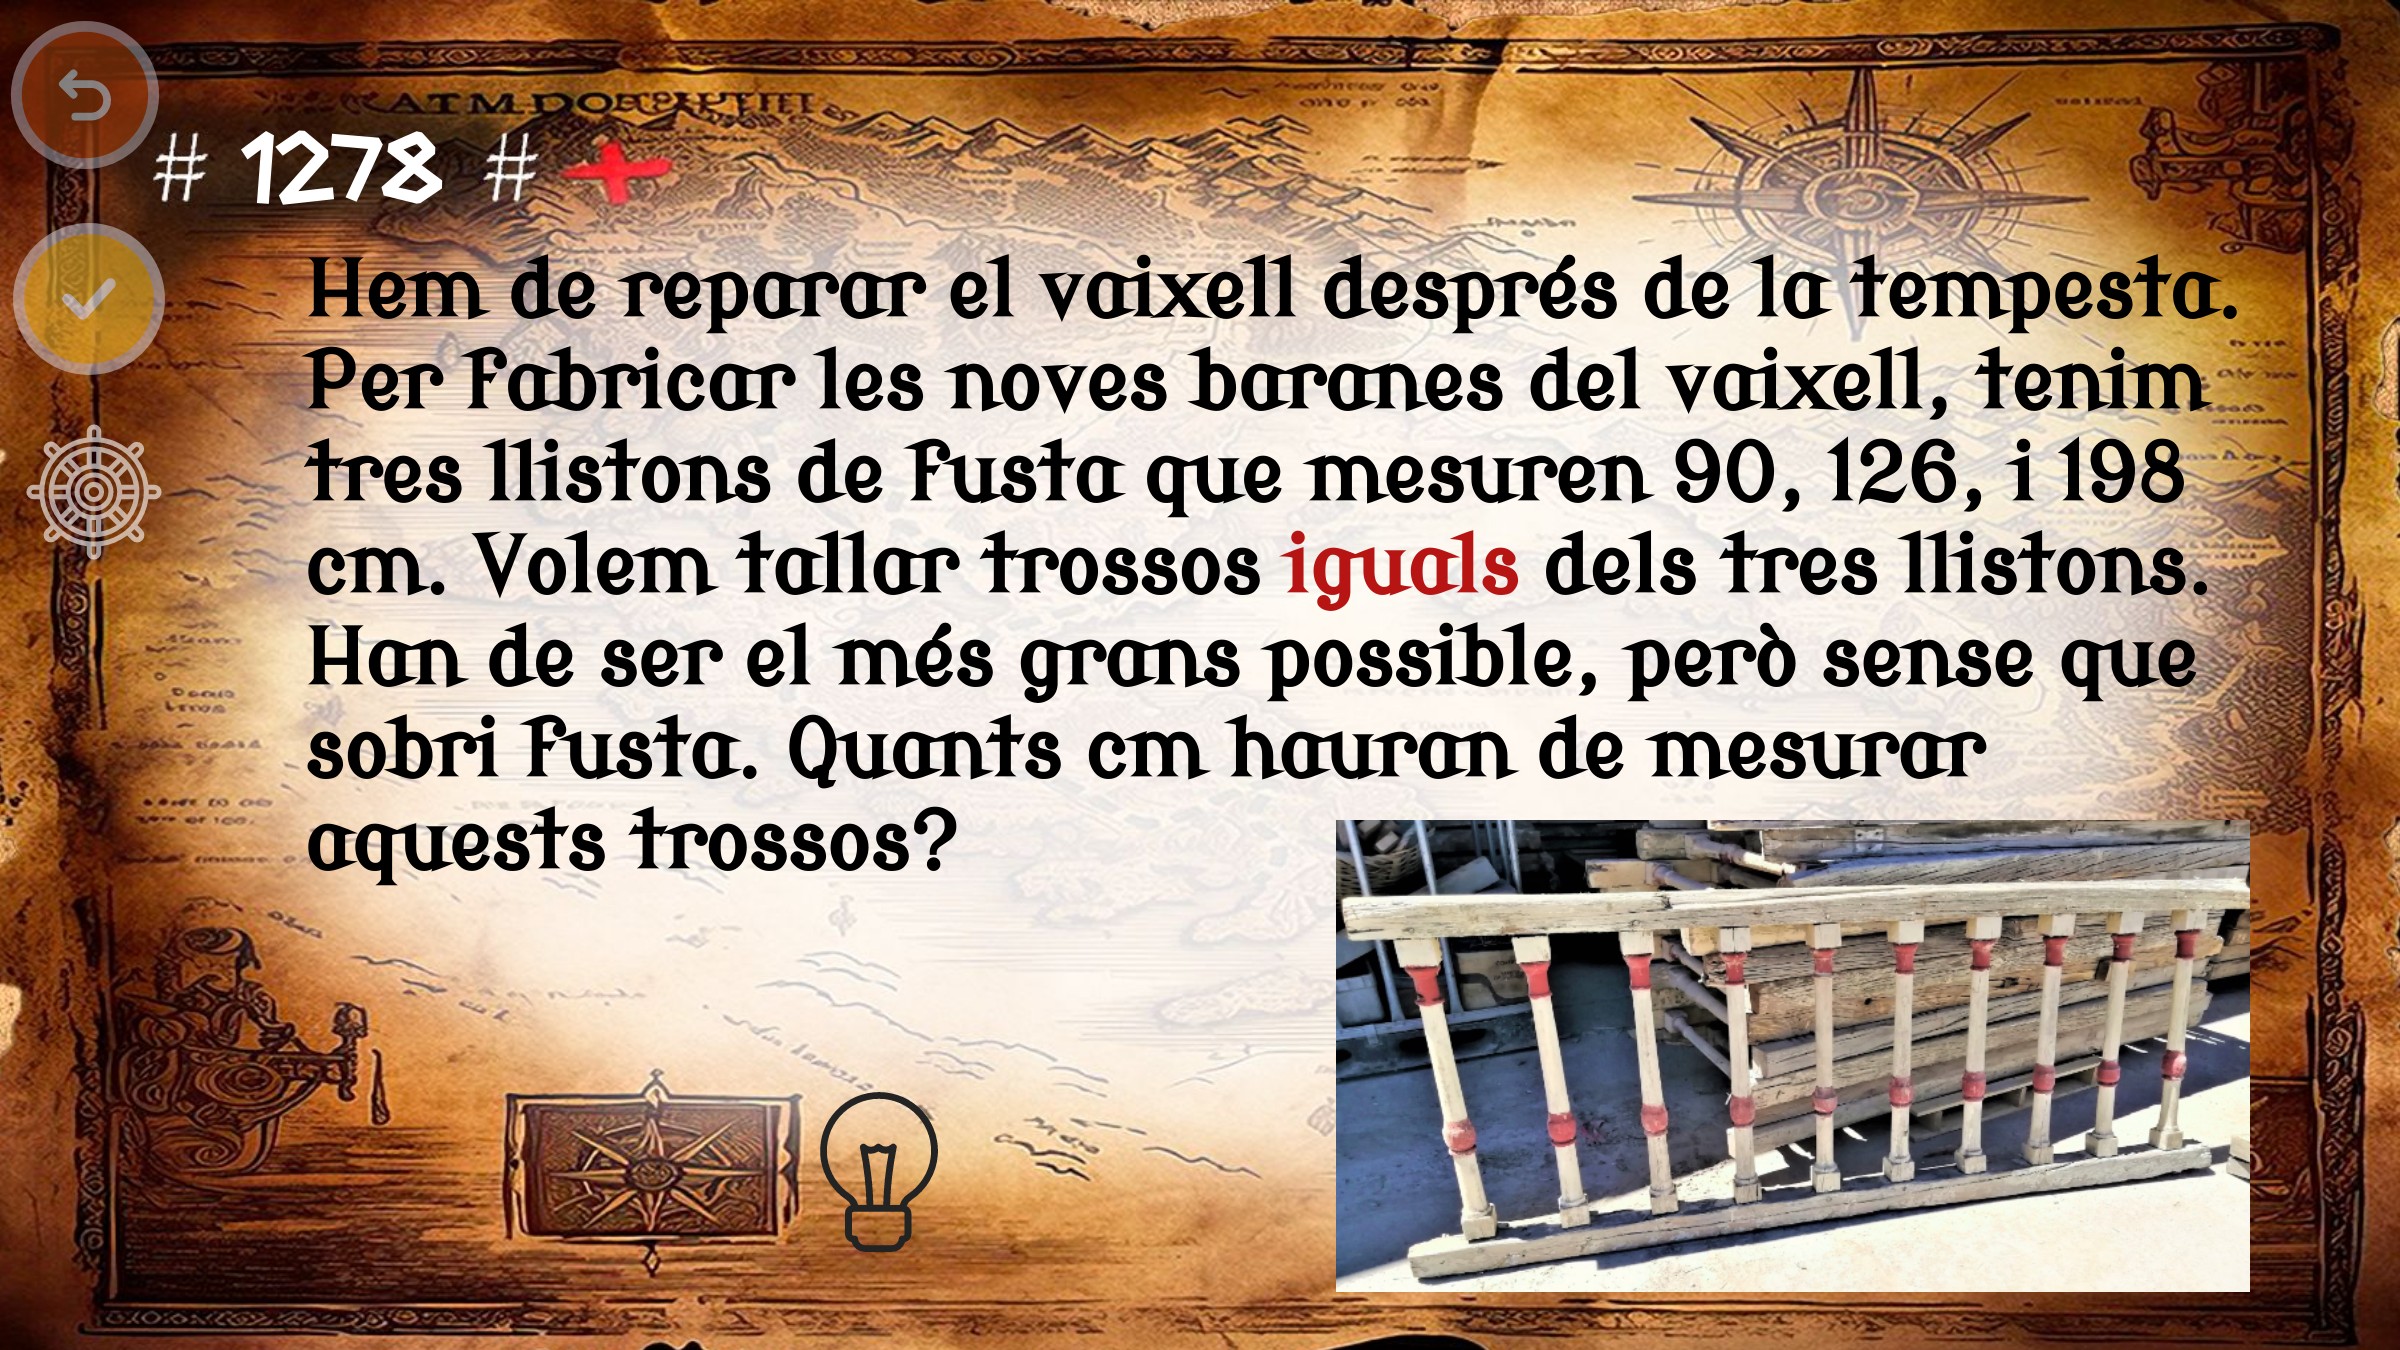 # 1278 #
Hem de reparar el vaixell després de la tempesta.
Per fabricar les noves baranes del vaixell, tenim
tres llistons de fusta que mesuren 90, 126, i 198
cm. Volem tallar trossos iguals dels tres llistons.
Han de ser el més grans possible, però sense que
sobri fusta. Quants cm hauran de mesurar
aquests trossos?